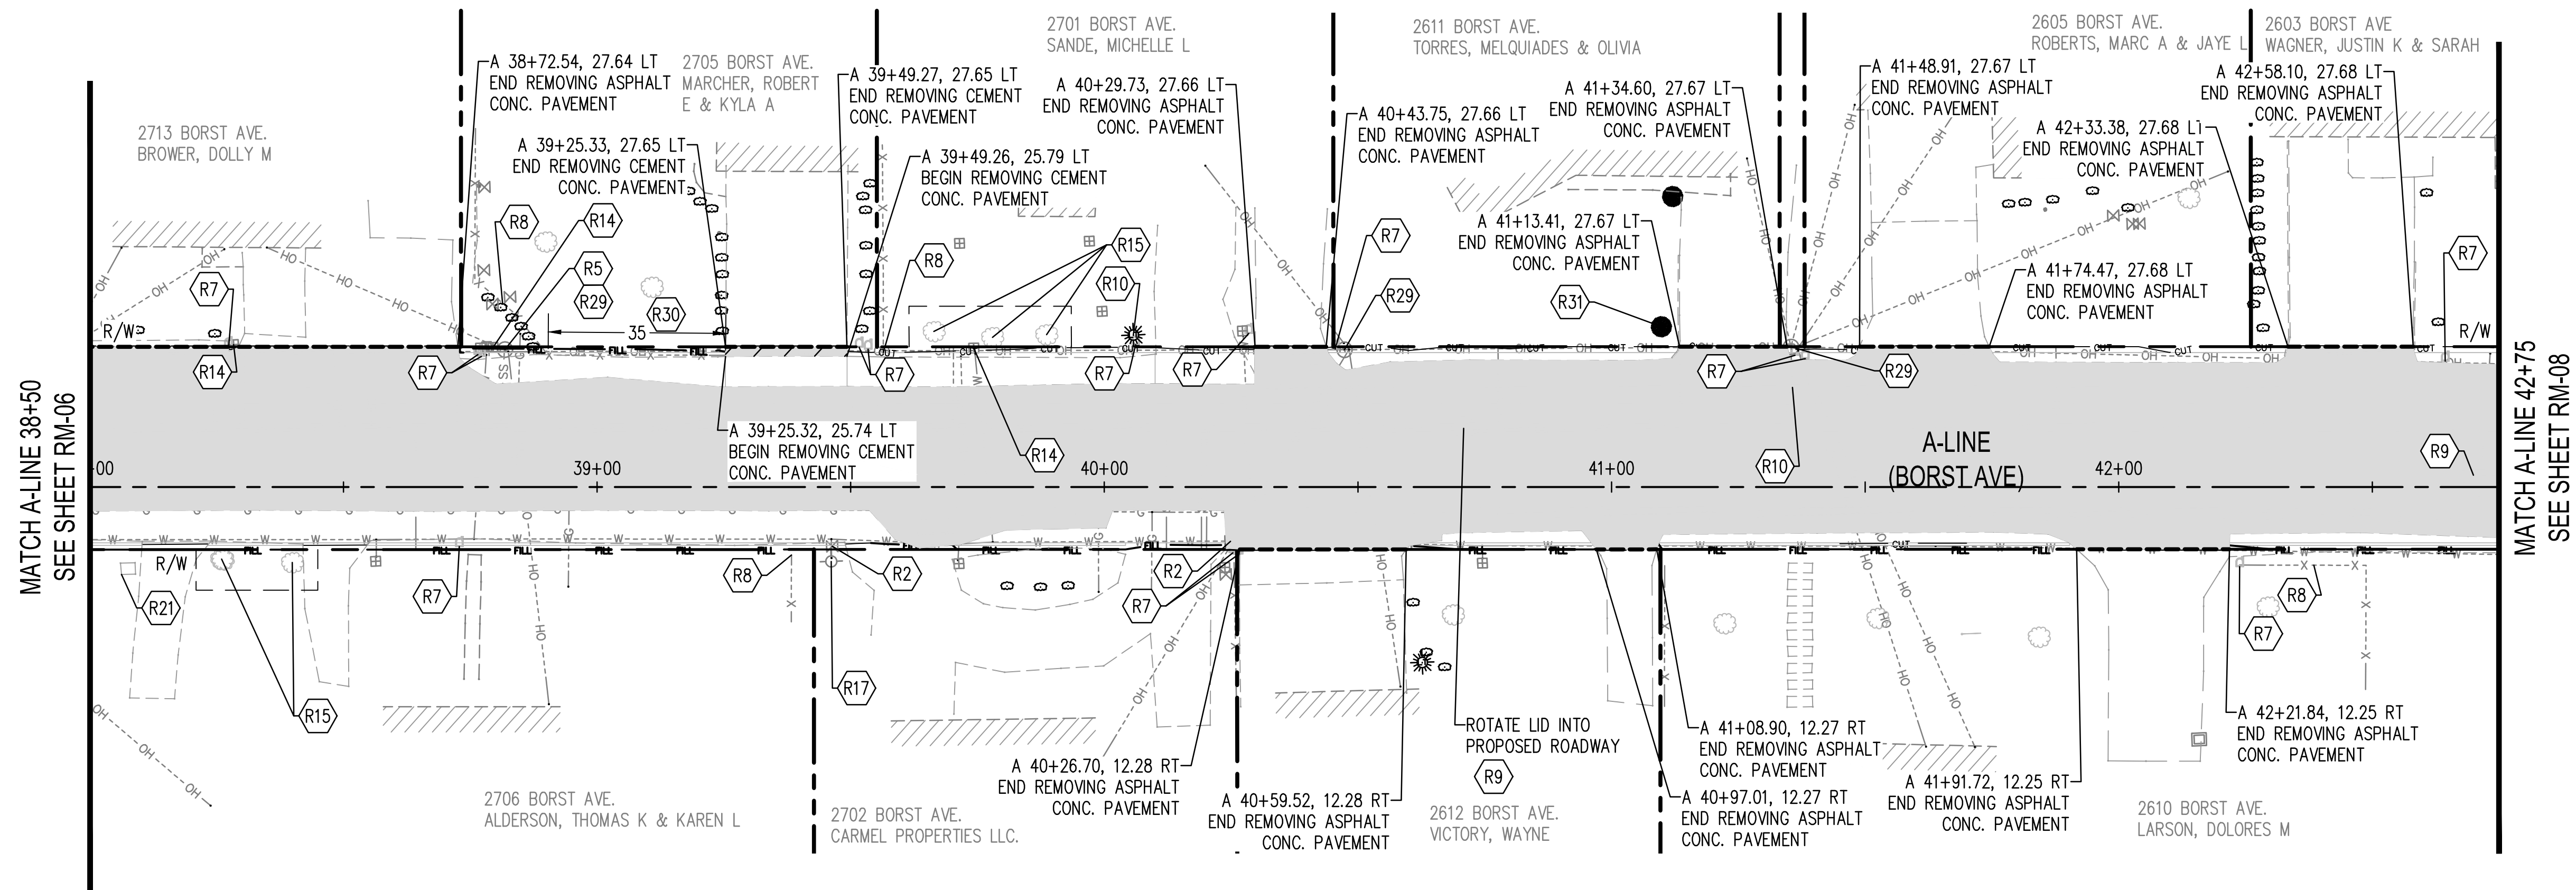 2701 BORST AVE.
SANDE, MICHELLE L
2611 BORST AVE.
TORRES, MELQUIADES & OLIVIA
2605 BORST AVE.
ROBERTS, MARC A & JAYE L
2603 BORST AVE
WAGNER, JUSTIN K & SARAH
A 38+72.54, 27.64 LT
END REMOVING ASPHALT
CONC. PAVEMENT
2705 BORST AVE.
MARCHER, ROBERT
E & KYLA A
A 39+49.27, 27.65 LT
END REMOVING CEMENT
CONC. PAVEMENT
A 40+29.73, 27.66 LT
END REMOVING ASPHALT
CONC. PAVEMENT
A 40+43.75, 27.66 LT
END REMOVING ASPHALT
CONC. PAVEMENT
A 41+34.60, 27.67 LT
END REMOVING ASPHALT
CONC. PAVEMENT
A 41+48.91, 27.67 LT
END REMOVING ASPHALT
CONC. PAVEMENT
A 42+58.10, 27.68 LT
END REMOVING ASPHALT
CONC. PAVEMENT
A 42+33.38, 27.68 LT
END REMOVING ASPHALT
CONC. PAVEMENT
2713 BORST AVE.
BROWER, DOLLY M
A 39+25.33, 27.65 LT
END REMOVING CEMENT
CONC. PAVEMENT
A 39+49.26, 25.79 LT
BEGIN REMOVING CEMENT
CONC. PAVEMENT
A 41+13.41, 27.67 LT
END REMOVING ASPHALT
CONC. PAVEMENT
A 41+74.47, 27.68 LT
END REMOVING ASPHALT
CONC. PAVEMENT
R8
R14
R5
R29
R30
35
R7
R14
R7
R8
R15
R10
R7
R7
R7
R7
R29
R31
R7
R29
R7
R/W
R/W
A 39+25.32, 25.74 LT
BEGIN REMOVING CEMENT
CONC. PAVEMENT
R14
R10
R9
A-LINE
(BORST AVE)
+00
39+00
40+00
41+00
42+00
MATCH A-LINE 38+50
SEE SHEET RM-06
MATCH A-LINE 42+75
SEE SHEET RM-08
R/W
R21
R15
R7
R8
R2
R17
R2
R7
R8
R7
ROTATE LID INTO
PROPOSED ROADWAY
R9
A 40+26.70, 12.28 RT
END REMOVING ASPHALT
CONC. PAVEMENT
A 40+59.52, 12.28 RT
END REMOVING ASPHALT
CONC. PAVEMENT
A 41+08.90, 12.27 RT
END REMOVING ASPHALT
CONC. PAVEMENT
A 40+97.01, 12.27 RT
END REMOVING ASPHALT
CONC. PAVEMENT
A 41+91.72, 12.25 RT
END REMOVING ASPHALT
CONC. PAVEMENT
A 42+21.84, 12.25 RT
END REMOVING ASPHALT
CONC. PAVEMENT
2706 BORST AVE.
ALDERSON, THOMAS K & KAREN L
2702 BORST AVE.
CARMEL PROPERTIES LLC.
2612 BORST AVE.
VICTORY, WAYNE
2610 BORST AVE.
LARSON, DOLORES M